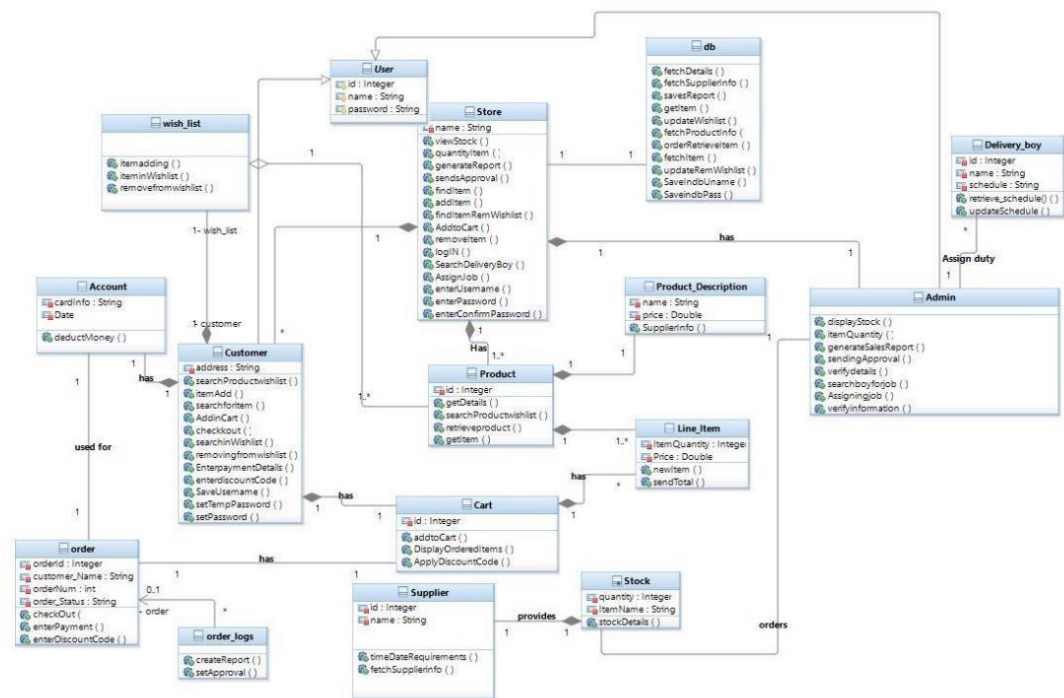 User
id : Integer
name : String
password : String
db
fetchDetails ( )
fetchSupplierInfo ( )
savesReport ( )
getItem ( )
updateWishlist ( )
fetchProductInfo (
orderRetrieveItem ( )
fetchItem ( )
updateRemWishlist ( )
SaveIndbUname ( )
SaveindbPass ( )
Store
name : String
viewStock ( )
quantityItem ( )
generateReport ( )
sendsApproval ( )
findItem ( )
addItem ( )
findItemRemWishlist ( )
AddtoCart ( )
removeItem ( )
logIN ( )
SearchDeliveryBoy ( )
AssignJob ( )
enterUsername ( )
enterPassword ( )
enterConfirmPassword ( )
wish_list
itemadding ( )
iteminWishlist ( )
removefromwishlist ( )
Delivery_boy
id : Integer
name : String
schedule : String
retrieve_schedule() ( )
updateSchedule ( )
1
1
1
1- wish_list
1
1
has
1
*
1
Assign duty
Account
cardInfo : String
Date
deductMoney ( )
Product_Description
name : String
price : Double
SupplierInfo ( )
Admin
displayStock ( )
itemQuantity (
generateSalesReport ( )
sendingApproval ( )
verifydetails ( )
searchboyforjob ( )
Assigningjob ( )
verifyinformation ( )
1- customer
*
1
Has
1..*
1
1
1
Customer
address : String
searchProductwishlist ( )
itemAdd ( )
searchforitem ( )
AddinCart ( )
checkkout ( )
searchinWishlist ( )
removingfromwishlist ( )
EnterpaymentDetails ( )
enterdiscountCode ( )
SaveUsername ( )
setTempPassword ( )
setPassword ( )
1
1
has
1
1..*
Product
id : Integer
getDetails ( )
searchProductwishlist ( )
retrieveproduct ( )
getItem ( )
1
1..*
Line_Item
ItemQuantity : Integer
Price : Double
newItem ( )
sendTotal ( )
used for
1
has
1
1
has
*
1
Cart
id : Integer
addtoCart ( )
DisplayOrderedItems ( )
ApplyDiscountCode ( )
order
orderId : Integer
customer_Name : String
orderNum : int
order_Status : String
checkOut (
enterPayment ( )
enterDiscountCode ( )
has
1
1
0..1
- order
*
order_logs
createReport ( )
setApproval ( )
Supplier
id : Integer
name : String
timeDateRequirements ( )
fetchSupplierinfo ( )
provides
1
1
Stock
quantity : Integer
ItemName : String
stockDetails ( )
orders